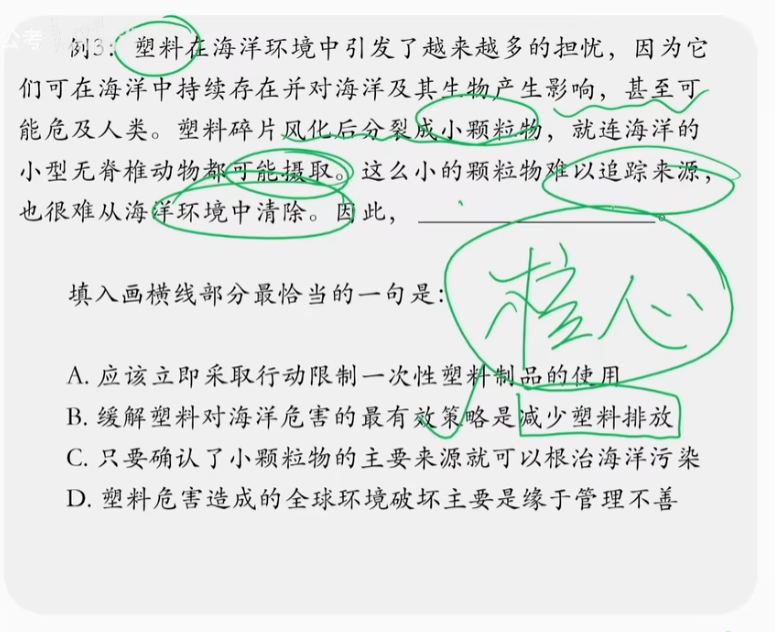 公考
例3：塑料在海洋环境中引发了越来越多的担忧，因为它
们可在海洋中持续存在并对海洋及其生物产生影响，甚至可
能危及人类。塑料碎片风化后分裂成小颗粒物，就连海洋的
小型无脊椎动物都可能摄取。这么小的颗粒物难以追踪来源，
也很难从海洋环境中清除。因此，____________。
填入画横线部分最恰当的一句是：
核心
A. 应该立即采取行动限制一次性塑料制品的使用
B. 缓解塑料对海洋危害的最有效策略是减少塑料排放
C. 只要确认了小颗粒物的主要来源就可以根治海洋污染
D. 塑料危害造成的全球环境破坏主要是缘于管理不善